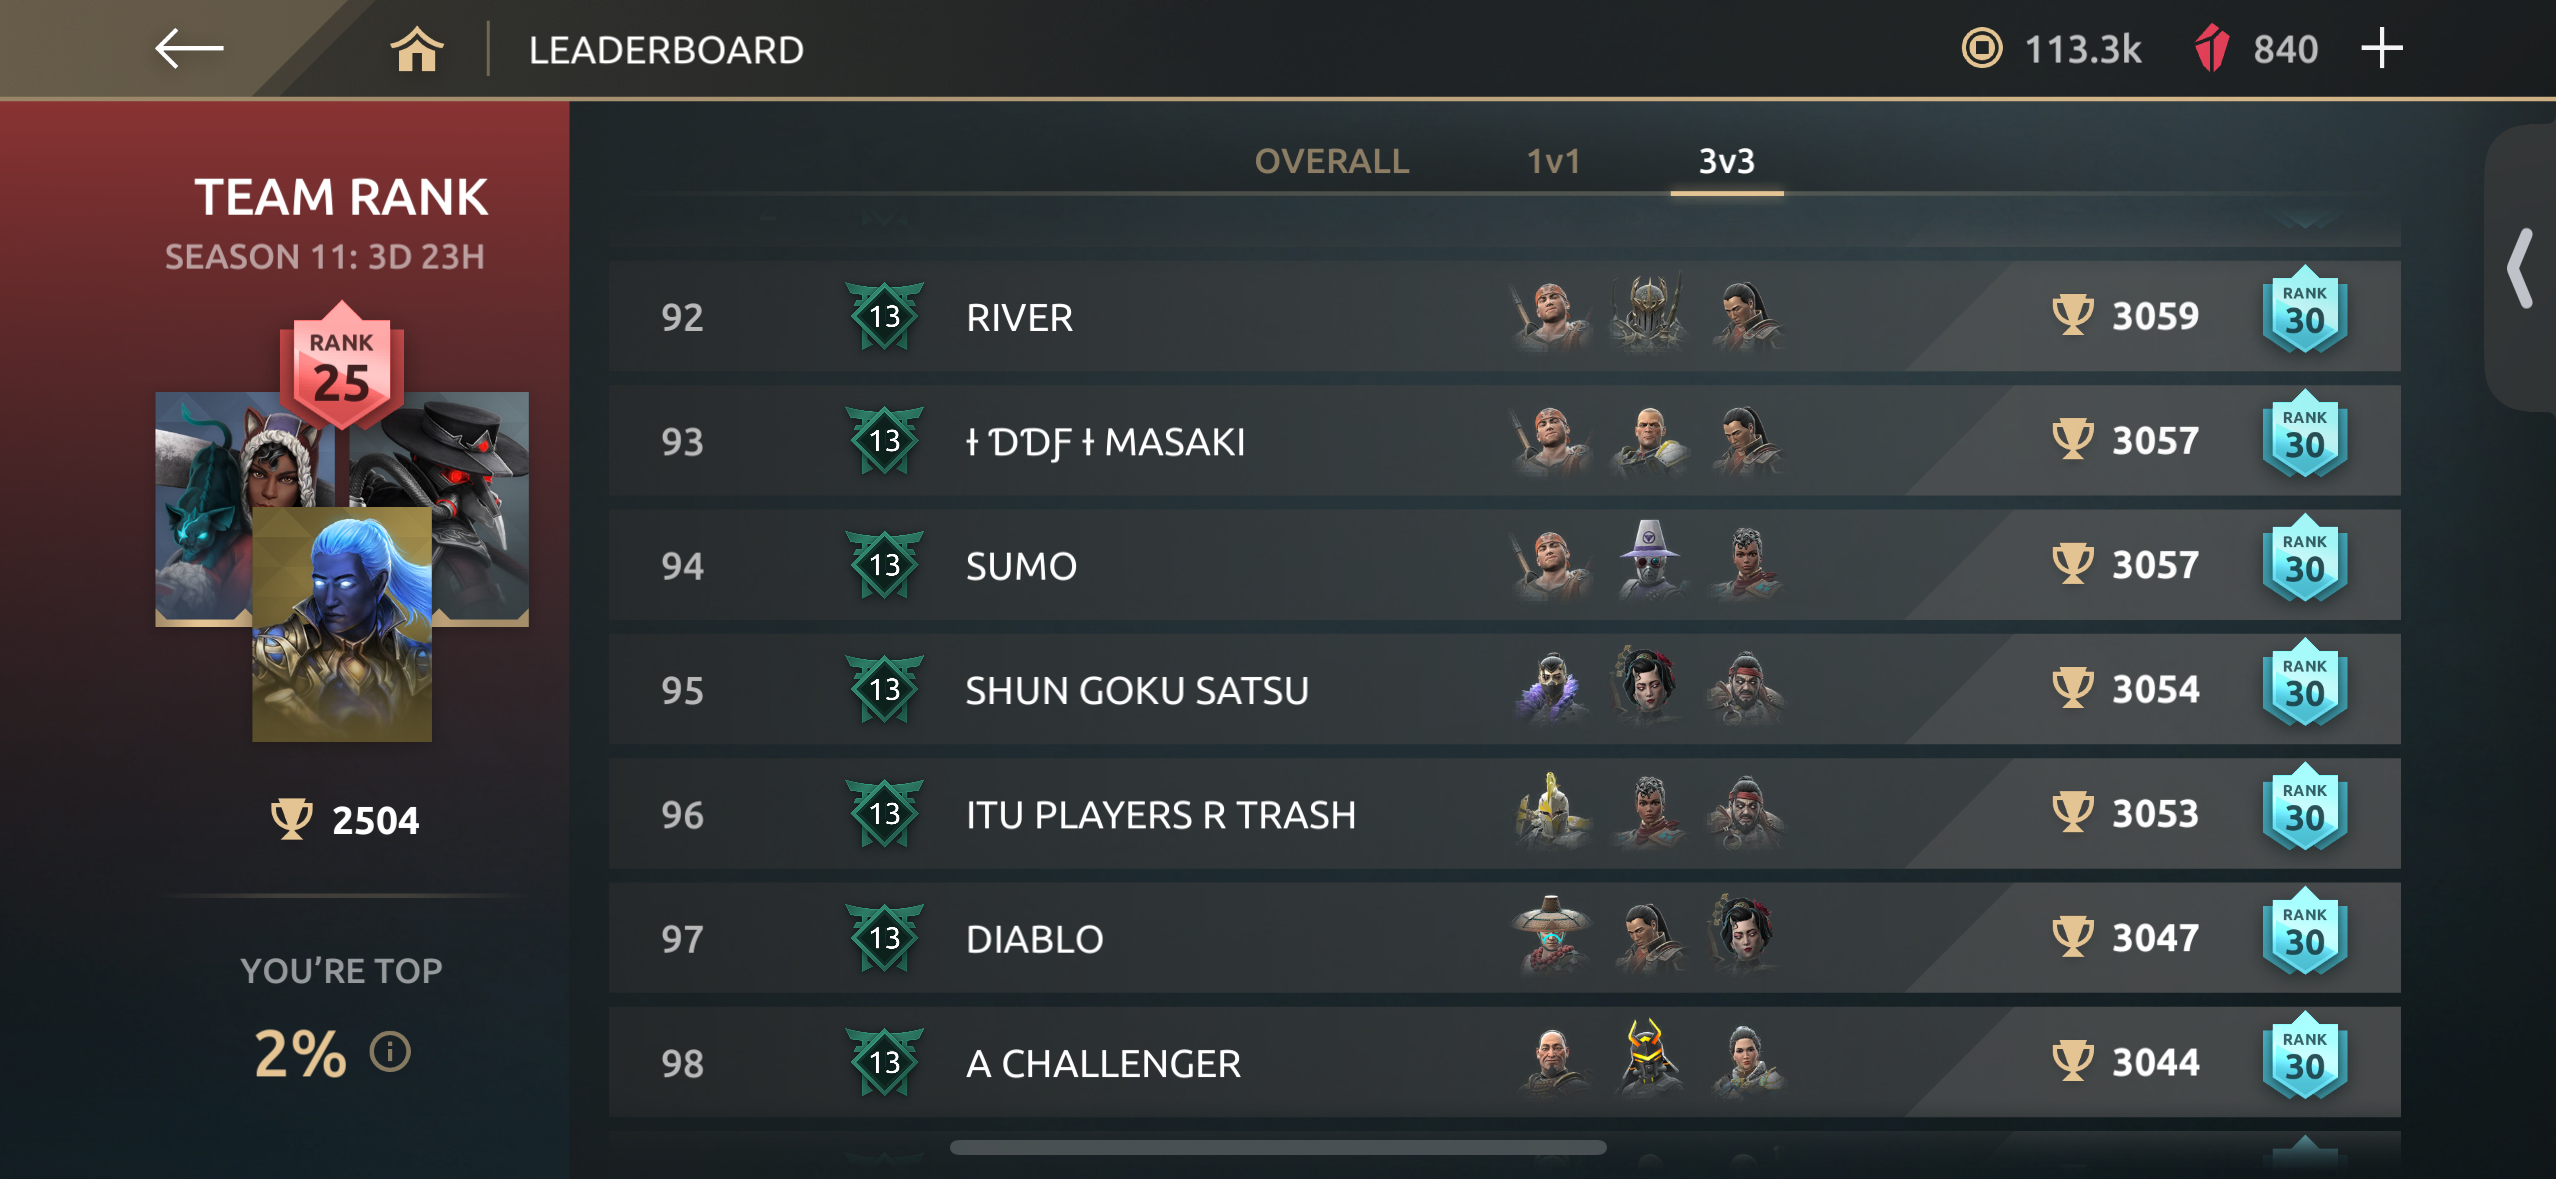 LEADERBOARD
113.3k
840
TEAM RANK
SEASON 11: 3D 23H
RANK
25
2504
YOU'RE TOP
2%
OVERALL 1v1 3v3
92 13 RIVER 3059 RANK 30
93 13 ƗƊƊƑƗ MASAKI 3057 RANK 30
94 13 SUMO 3057 RANK 30
95 13 SHUN GOKU SATSU 3054 RANK 30
96 13 ITU PLAYERS R TRASH 3053 RANK 30
97 13 DIABLO 3047 RANK 30
98 13 A CHALLENGER 3044 RANK 30